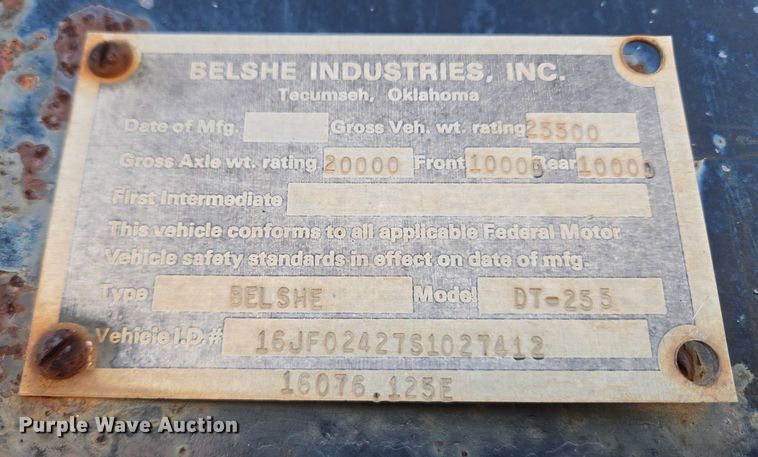 BELSHE INDUSTRIES, INC.
Tecumseh, Oklahoma
Date of Mfg. Gross Veh. wt. rating 25500
Gross Axle wt. rating 20000 Front 10000 Rear 10000
First Intermediate
This vehicle conforms to all applicable Federal Motor
Vehicle safety standards in effect on date of mfg.
Type BELSHE Model DT-255
Vehicle I.D.# 16JF02427S1027412
16076.125E
Purple Wave Auction